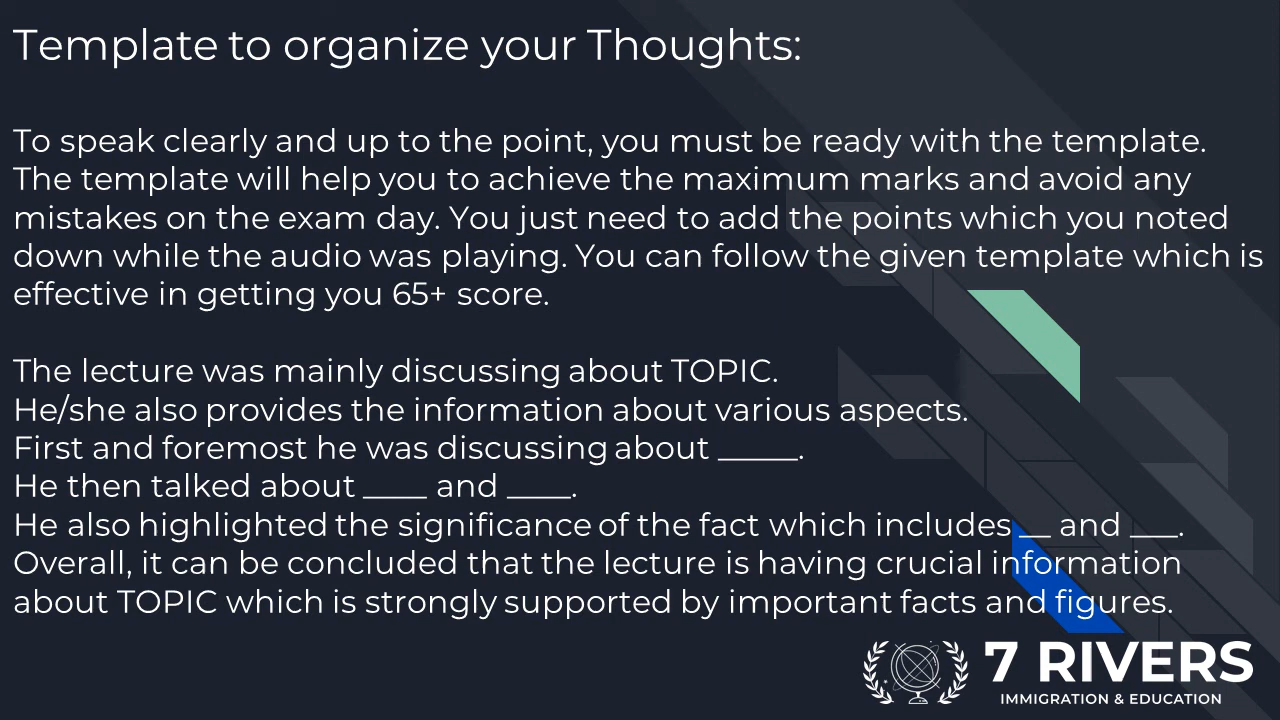 Template to organize your Thoughts:
To speak clearly and up to the point, you must be ready with the template.
The template will help you to achieve the maximum marks and avoid any
mistakes on the exam day. You just need to add the points which you noted
down while the audio was playing. You can follow the given template which is
effective in getting you 65+ score.
The lecture was mainly discussing about TOPIC.
He/she also provides the information about various aspects.
First and foremost he was discussing about _____.
He then talked about ____ and ____.
He also highlighted the significance of the fact which includes __ and ___.
Overall, it can be concluded that the lecture is having crucial information
about TOPIC which is strongly supported by important facts and figures.
7 RIVERS
IMMIGRATION & EDUCATION